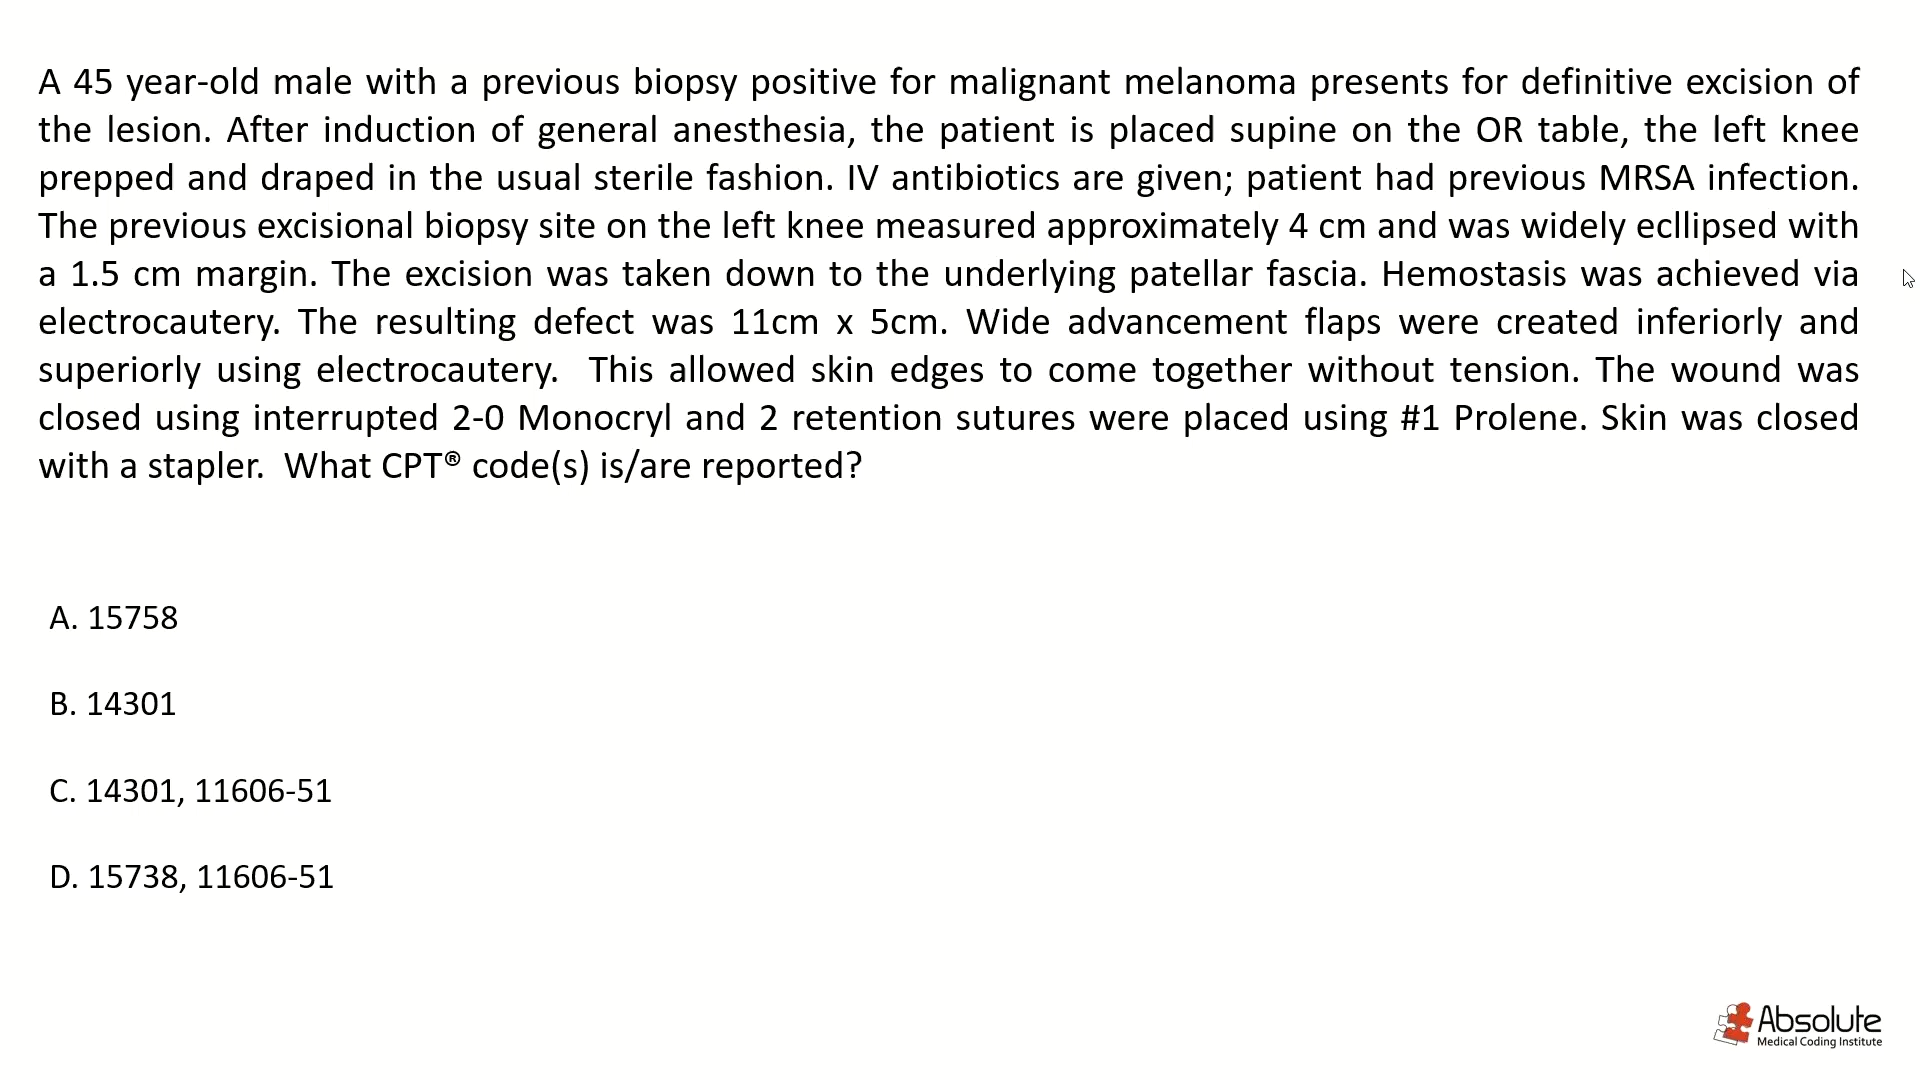 A 45 year-old male with a previous biopsy positive for malignant melanoma presents for definitive excision of
the lesion. After induction of general anesthesia, the patient is placed supine on the OR table, the left knee
prepped and draped in the usual sterile fashion. IV antibiotics are given; patient had previous MRSA infection.
The previous excisional biopsy site on the left knee measured approximately 4 cm and was widely ecllipsed with
a 1.5 cm margin. The excision was taken down to the underlying patellar fascia. Hemostasis was achieved via
electrocautery. The resulting defect was 11cm x 5cm. Wide advancement flaps were created inferiorly and
superiorly using electrocautery.  This allowed skin edges to come together without tension. The wound was
closed using interrupted 2-0 Monocryl and 2 retention sutures were placed using #1 Prolene. Skin was closed
with a stapler.  What CPT® code(s) is/are reported?
A. 15758
B. 14301
C. 14301, 11606-51
D. 15738, 11606-51
Absolute
Medical Coding Institute